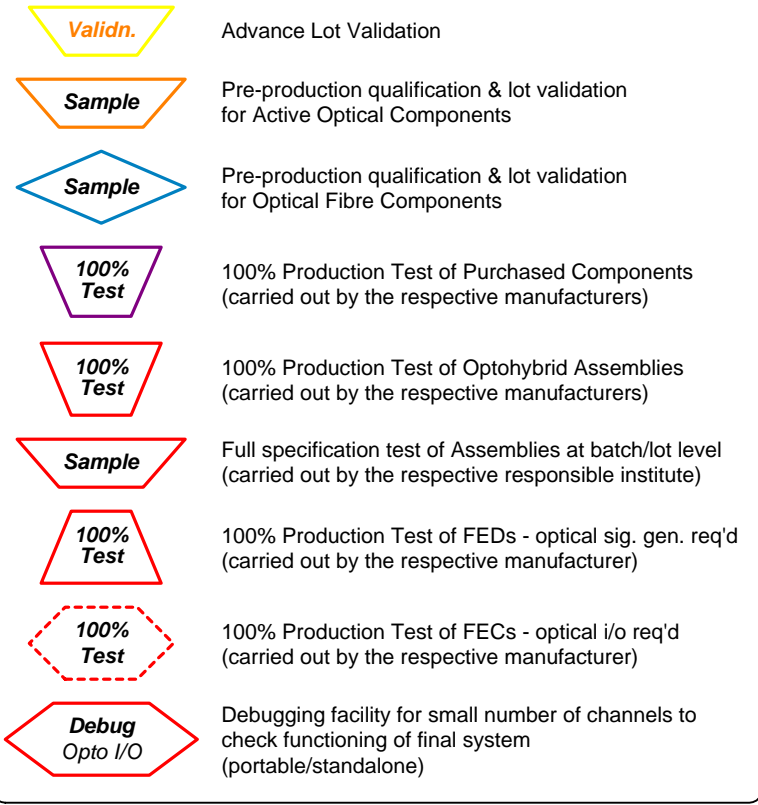 Validn.
Advance Lot Validation
Sample
Pre-production qualification & lot validation
for Active Optical Components
Sample
Pre-production qualification & lot validation
for Optical Fibre Components
100%
Test
100% Production Test of Purchased Components
(carried out by the respective manufacturers)
100%
Test
100% Production Test of Optohybrid Assemblies
(carried out by the respective manufacturers)
Sample
Full specification test of Assemblies at batch/lot level
(carried out by the respective responsible institute)
100%
Test
100% Production Test of FEDs - optical sig. gen. req'd
(carried out by the respective manufacturer)
100%
Test
100% Production Test of FECs - optical i/o req'd
(carried out by the respective manufacturer)
Debug
Opto I/O
Debugging facility for small number of channels to
check functioning of final system
(portable/standalone)